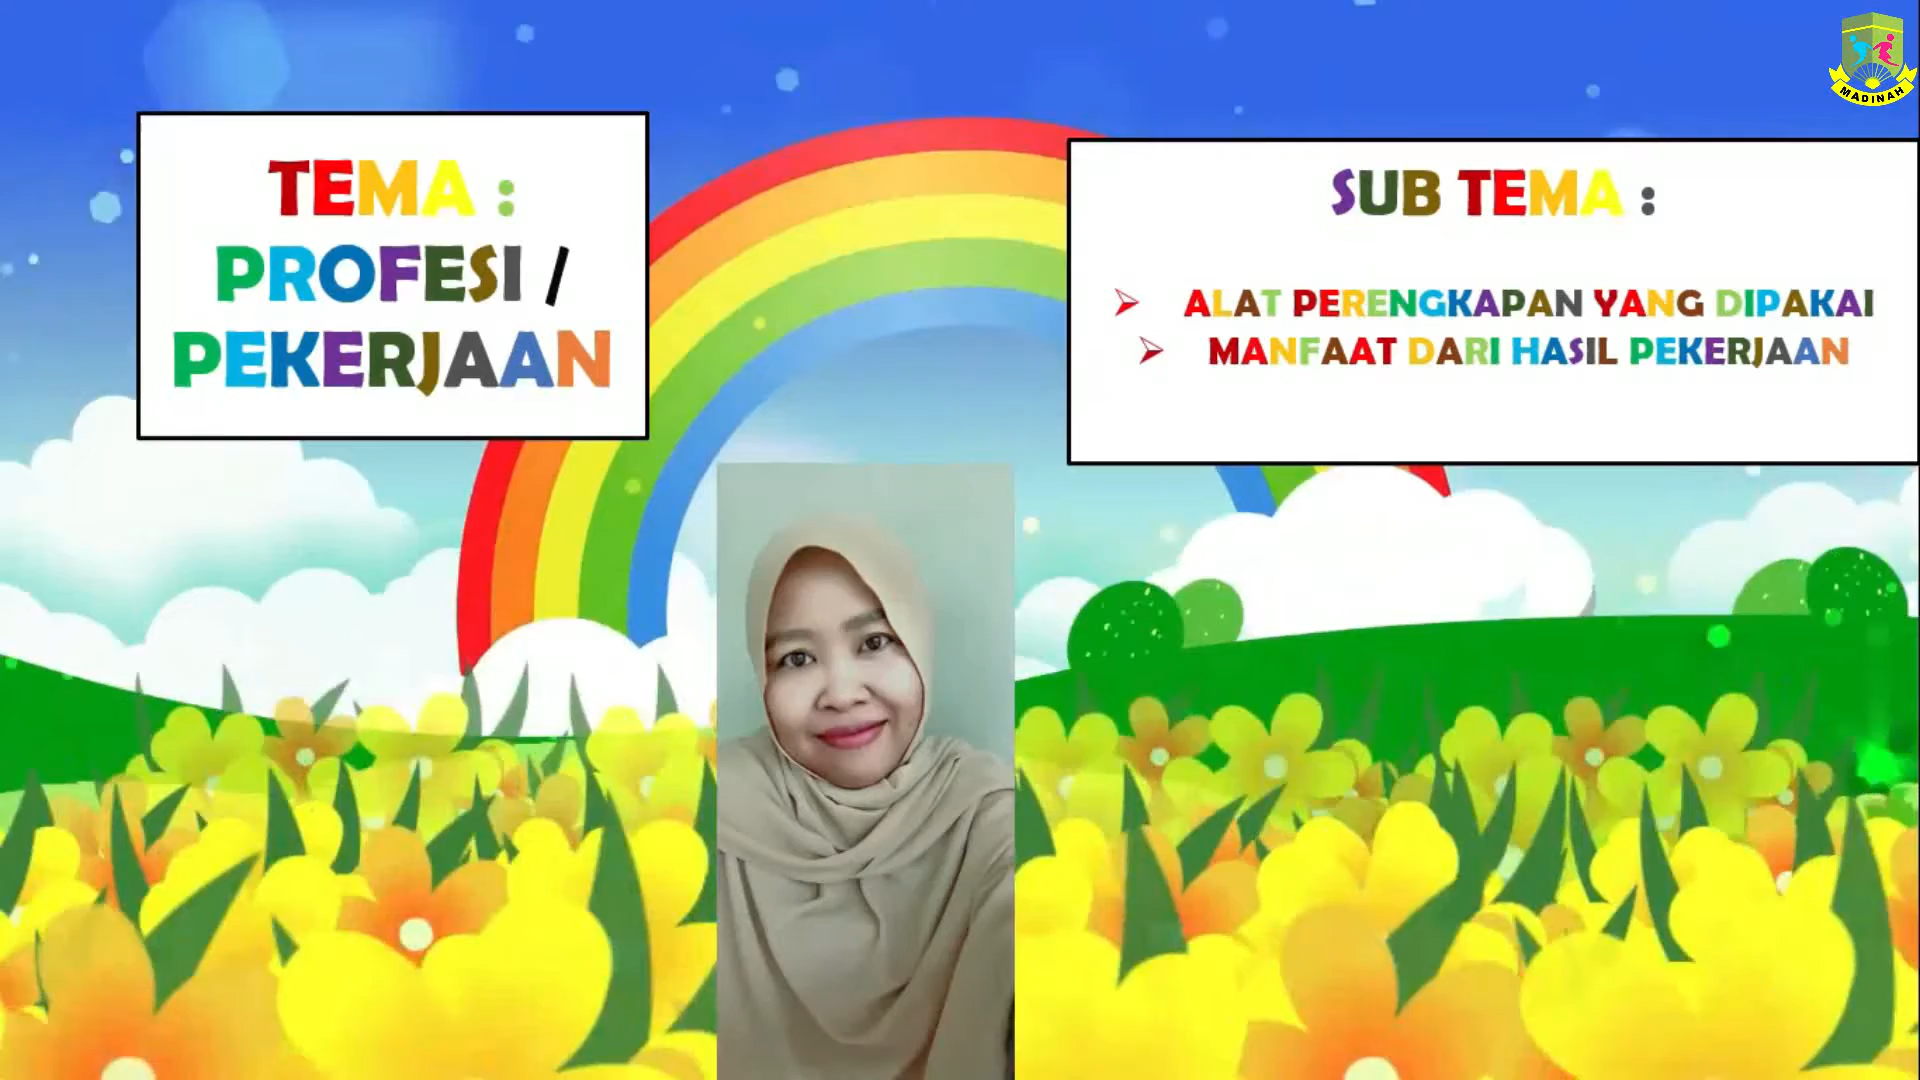 TEMA :
PROFESI /
PEKERJAAN
SUB TEMA :
ALAT PERENGKAPAN YANG DIPAKAI
MANFAAT DARI HASIL PEKERJAAN
MADINAH